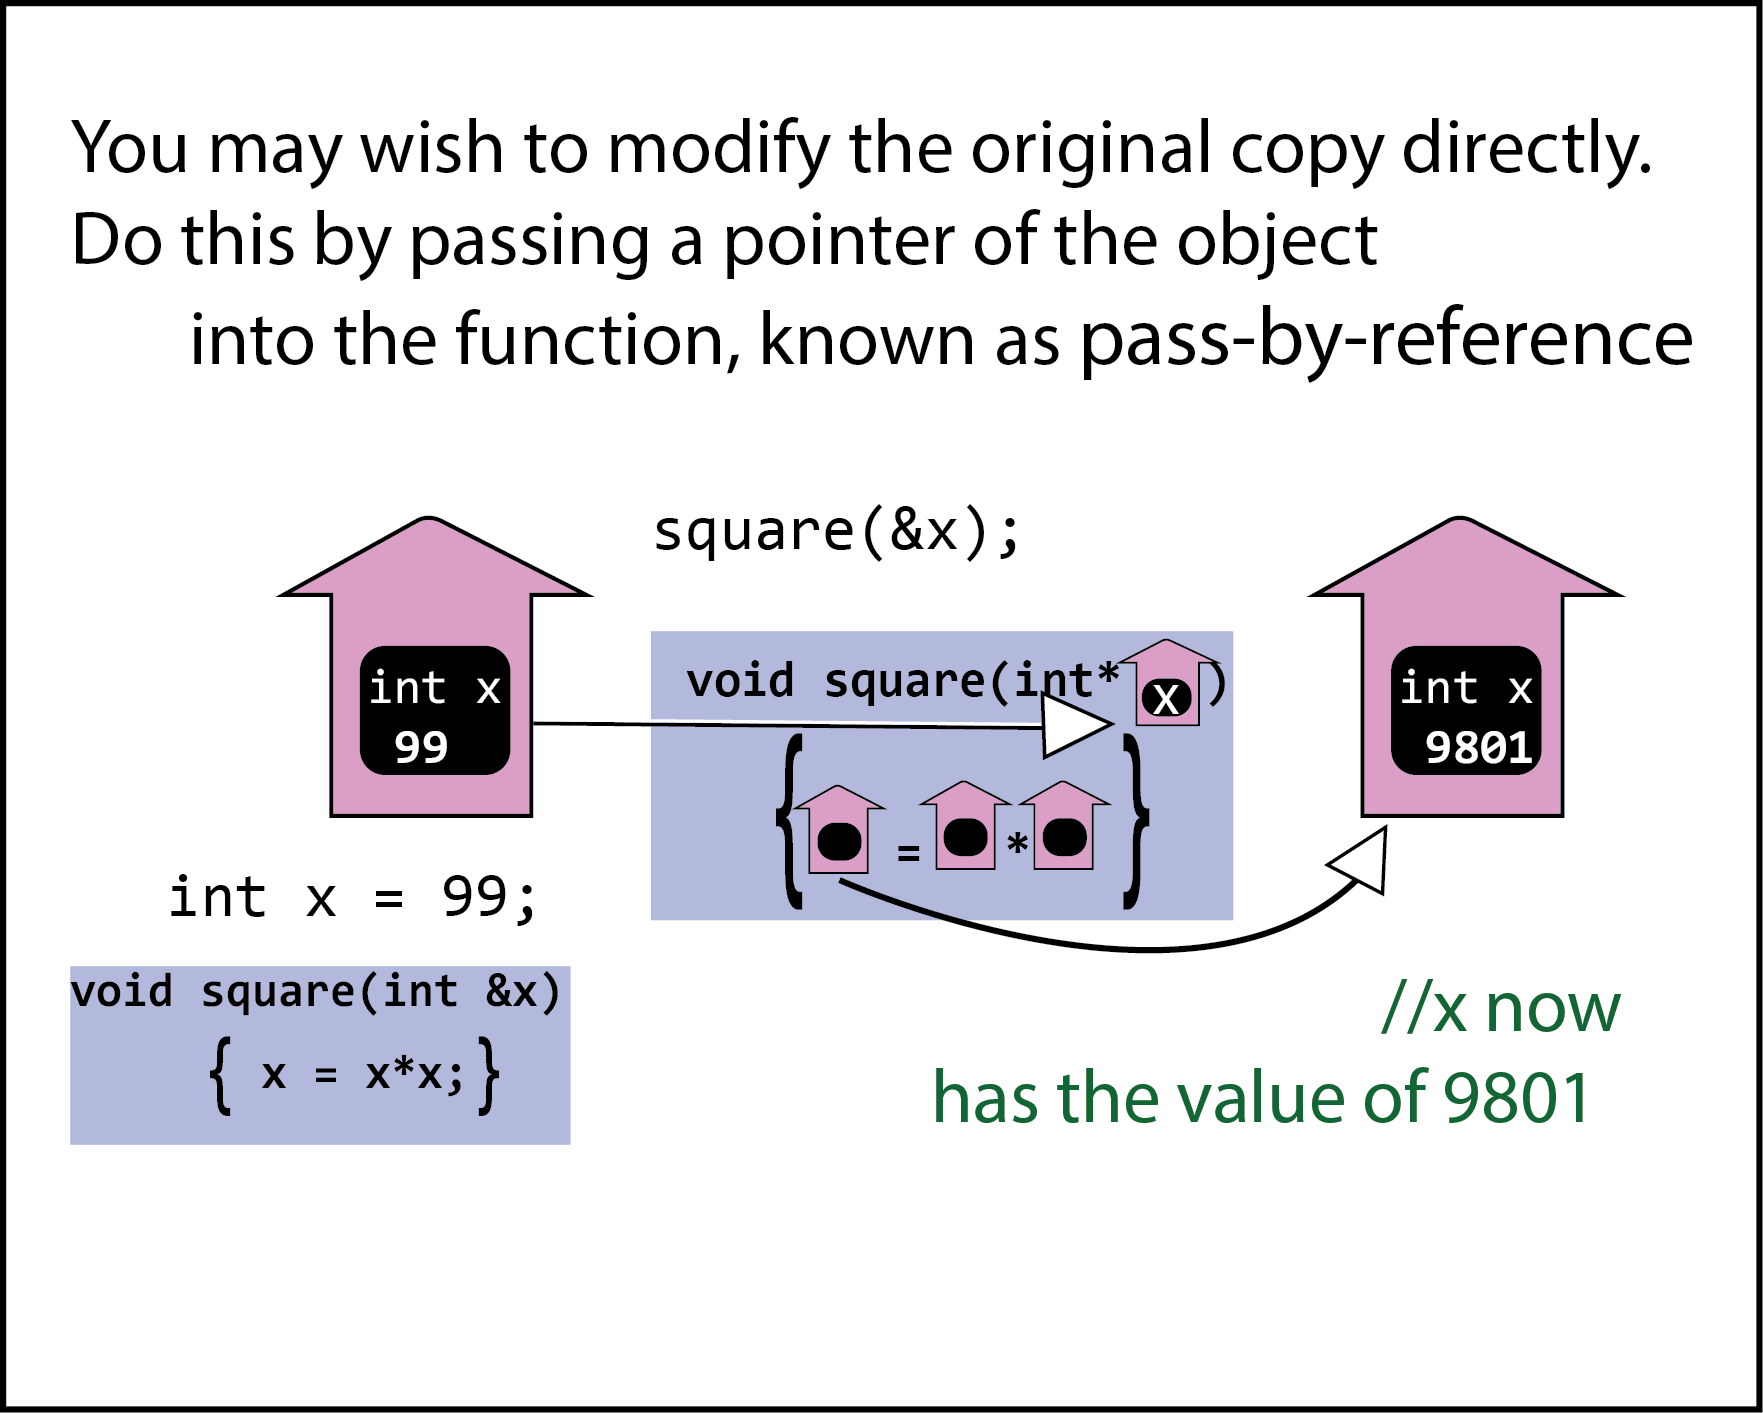 You may wish to modify the original copy directly.
Do this by passing a pointer of the object
into the function, known as pass-by-reference
square(&x);
int x
99
void square(int* x )
{ = * }
int x
9801
int x = 99;
void square(int &x)
{ x = x*x; }
//x now
has the value of 9801